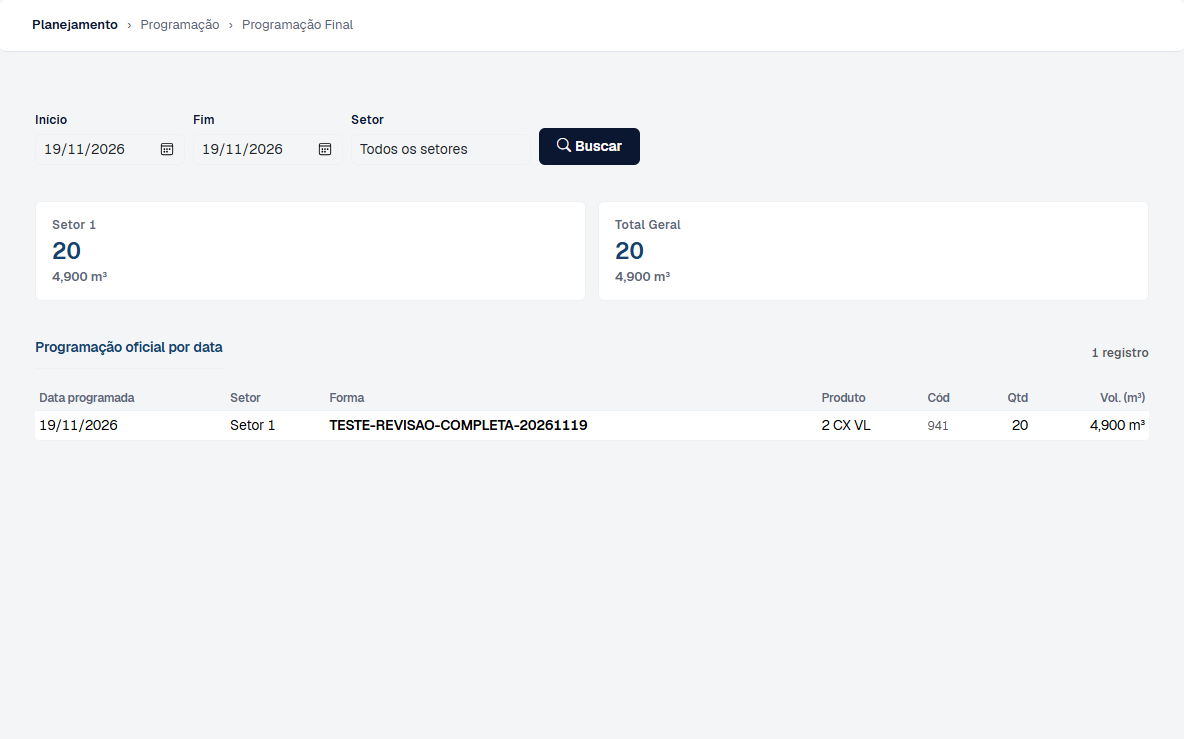 Planejamento › Programação › Programação Final
Início Fim Setor
19/11/2026 19/11/2026 Todos os setores Buscar
Setor 1
20
4,900 m³
Total Geral
20
4,900 m³
Programação oficial por data
1 registro
Data programada Setor Forma Produto Cód Qtd Vol. (m³)
19/11/2026 Setor 1 TESTE-REVISAO-COMPLETA-20261119 2 CX VL 941 20 4,900 m³